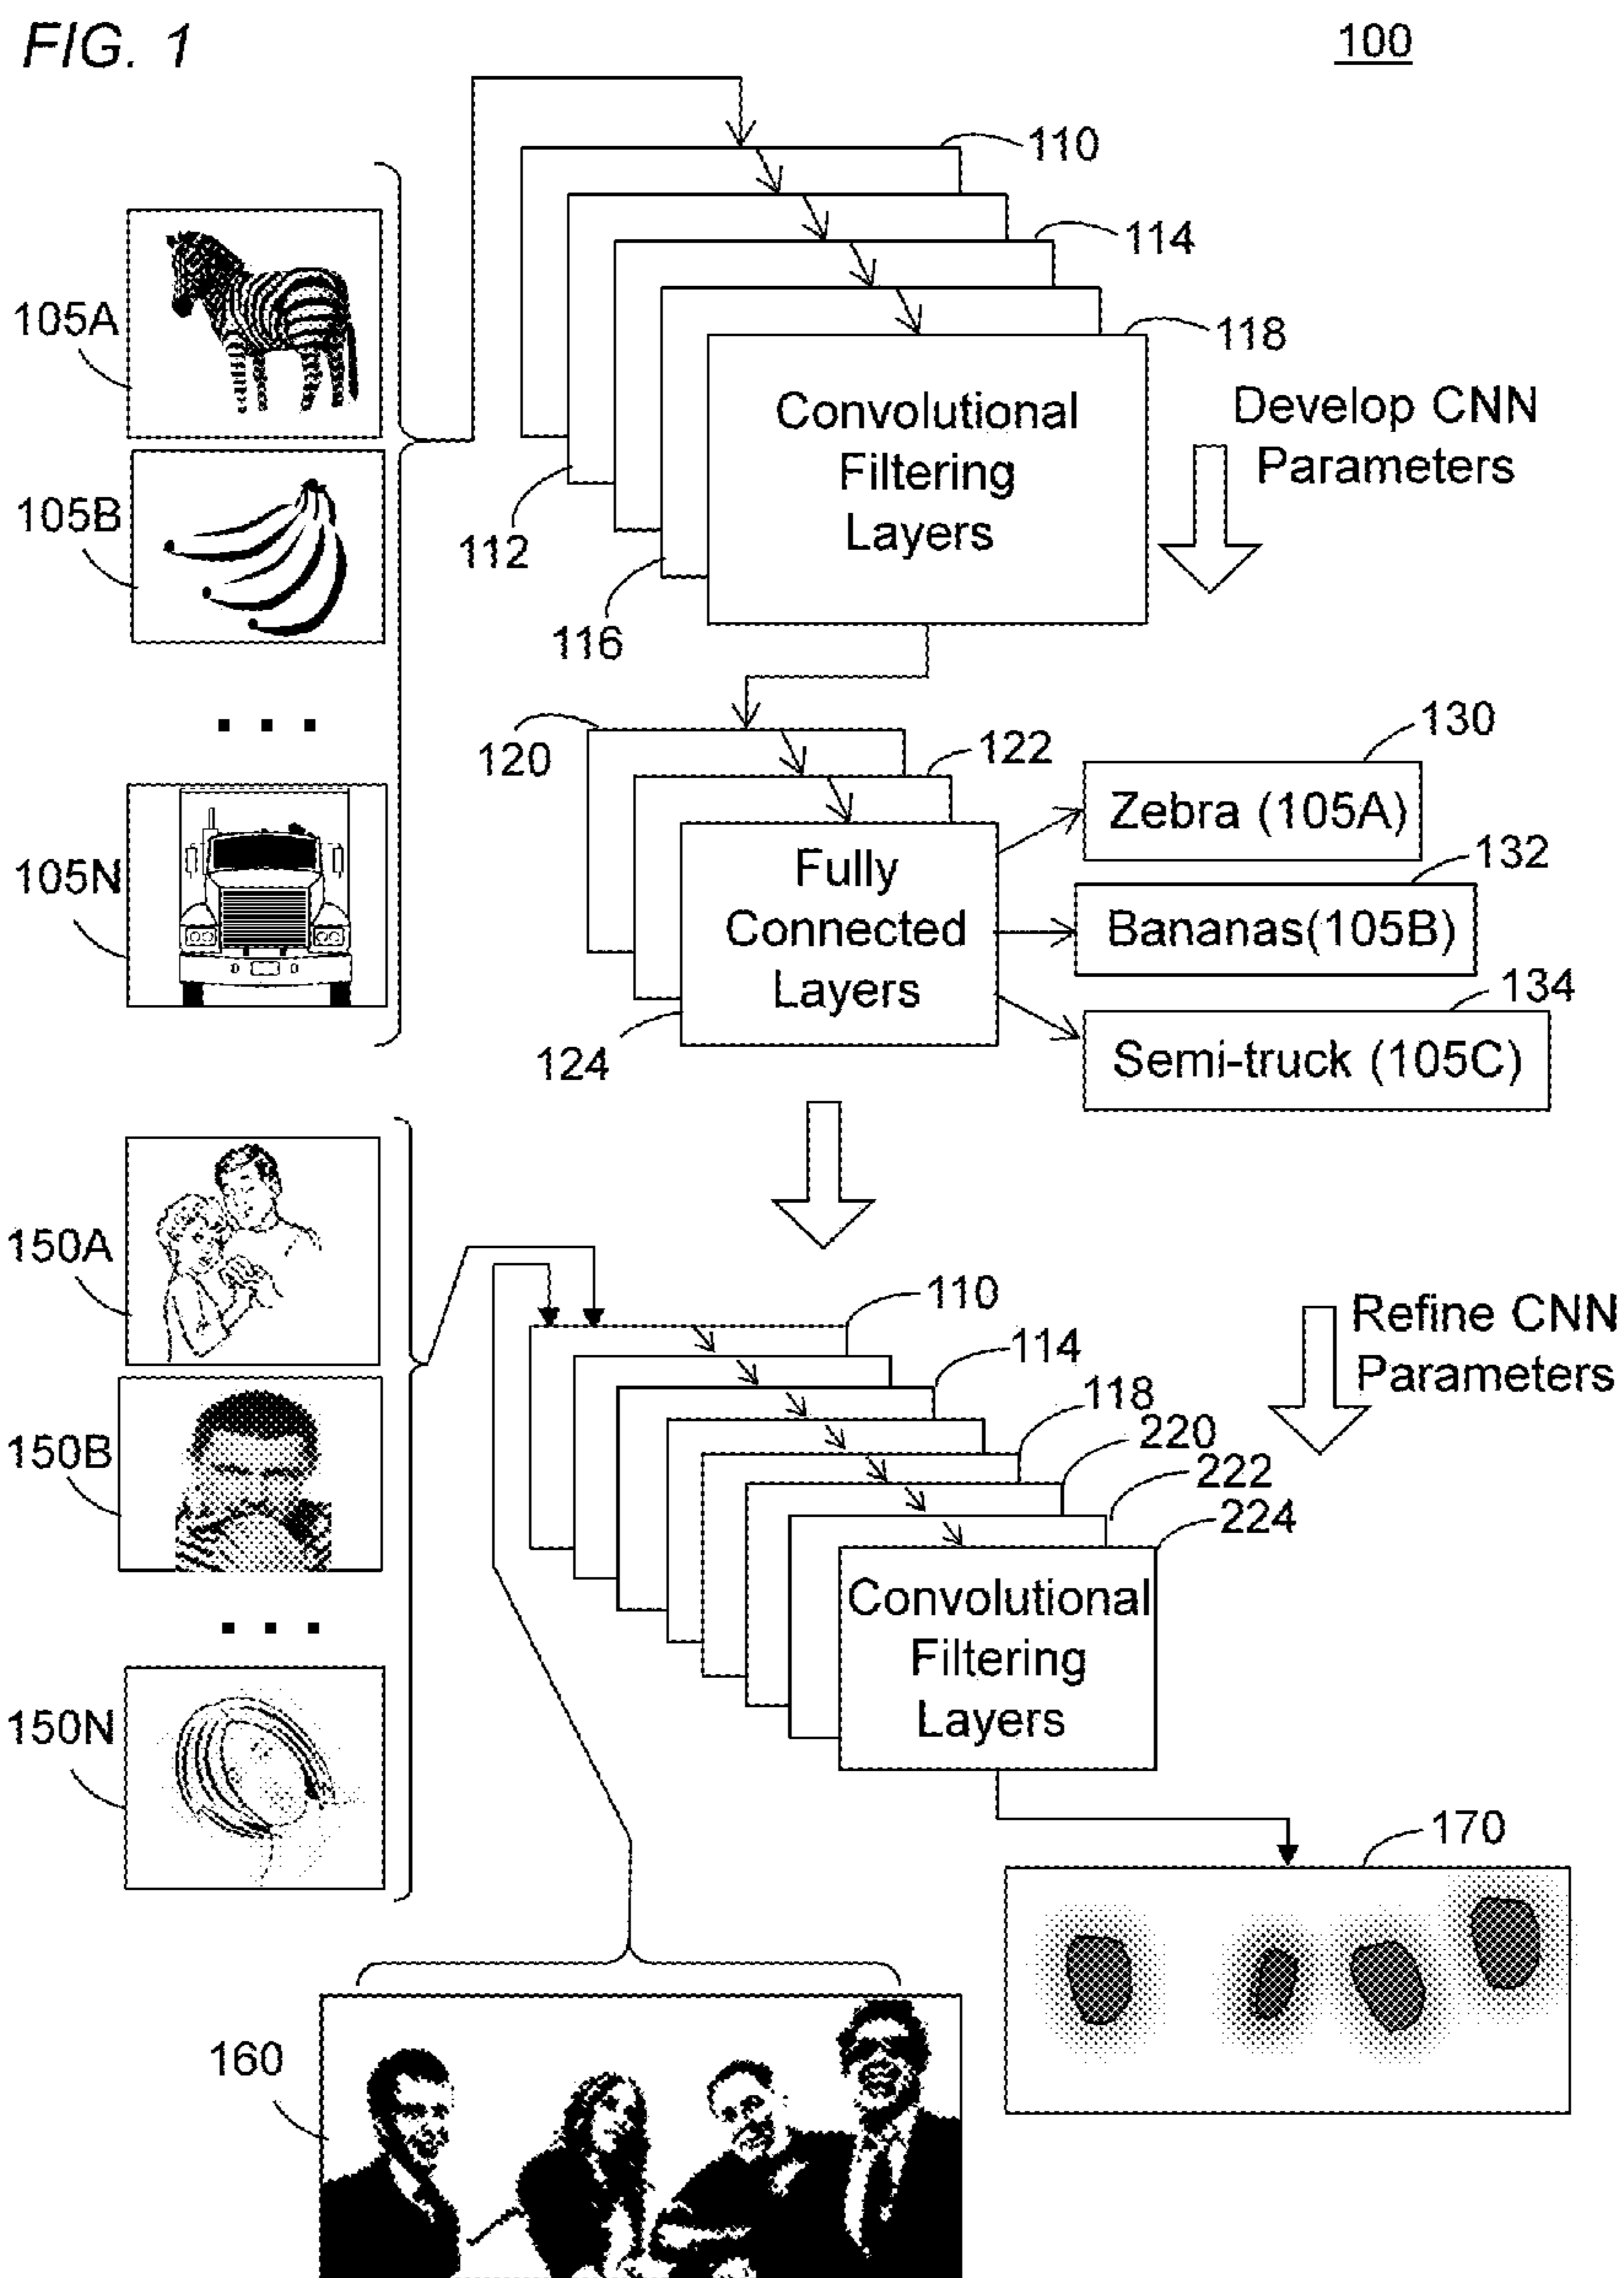 FIG. 1
100
110
114
105A
118
Convolutional
Filtering
Layers
Develop CNN
Parameters
105B
112
116
120
122
130
Zebra (105A)
105N
Fully
Connected
Layers
132
Bananas(105B)
134
Semi-truck (105C)
124
150A
110
114
118
220
222
224
Refine CNN
Parameters
150B
Convolutional
Filtering
Layers
150N
170
160